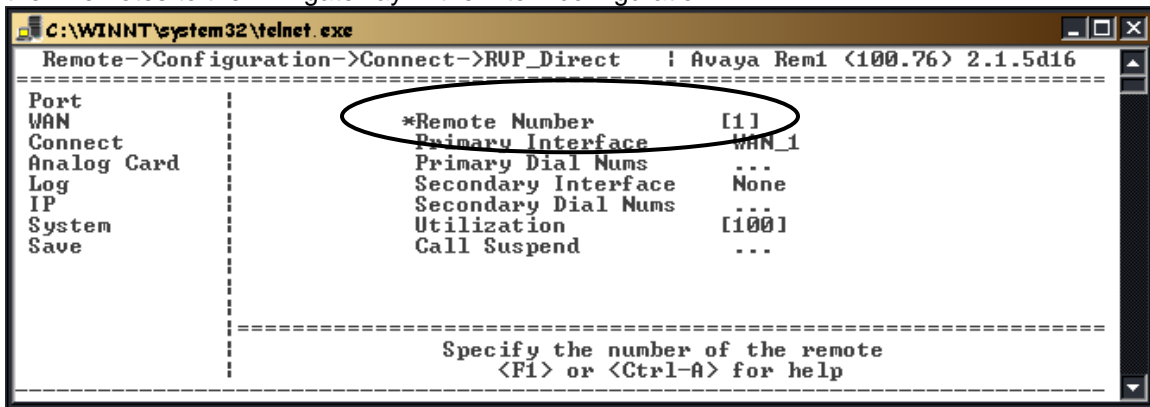 C:\WINNT\system32\telnet.exe
Remote->Configuration->Connect->RVP_Direct | Avaya Rem1 (100.76) 2.1.5d16
Port
WAN *Remote Number [1]
Connect Primary Interface WAN_1
Analog Card Primary Dial Nums ...
Log Secondary Interface None
IP Secondary Dial Nums ...
System Utilization [100]
Save Call Suspend ...
Specify the number of the remote
<F1> or <Ctrl-A> for help